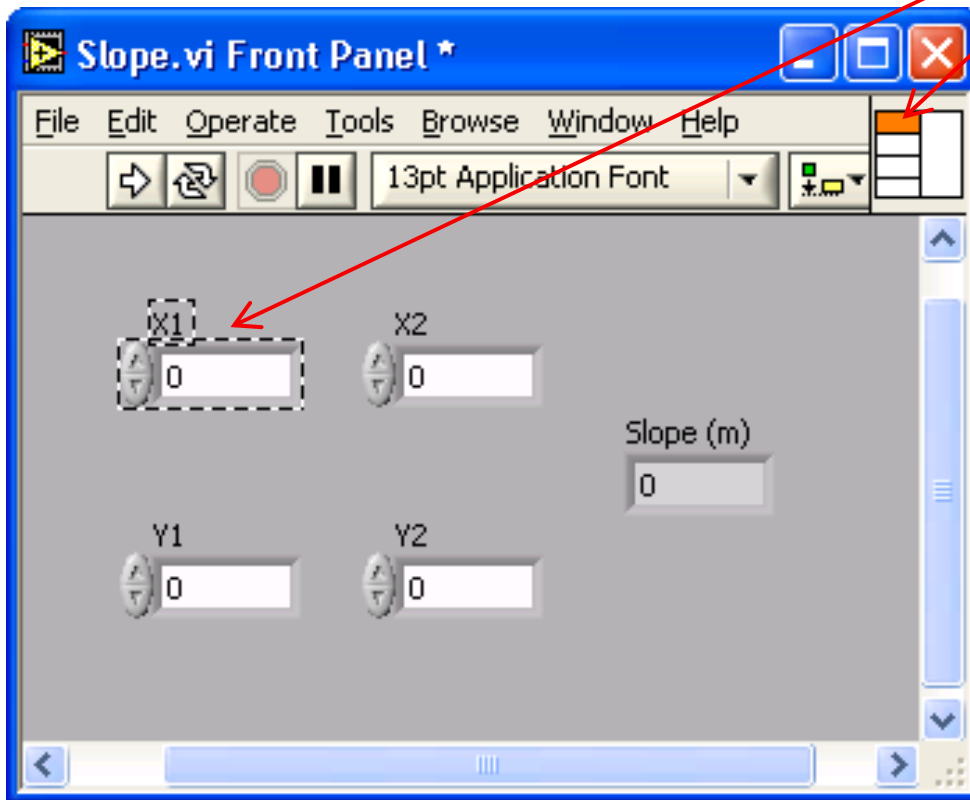 Slope.vi Front Panel *
File Edit Operate Tools Browse Window Help
13pt Application Font
X1 X2
0 0
Slope (m)
0
Y1 Y2
0 0